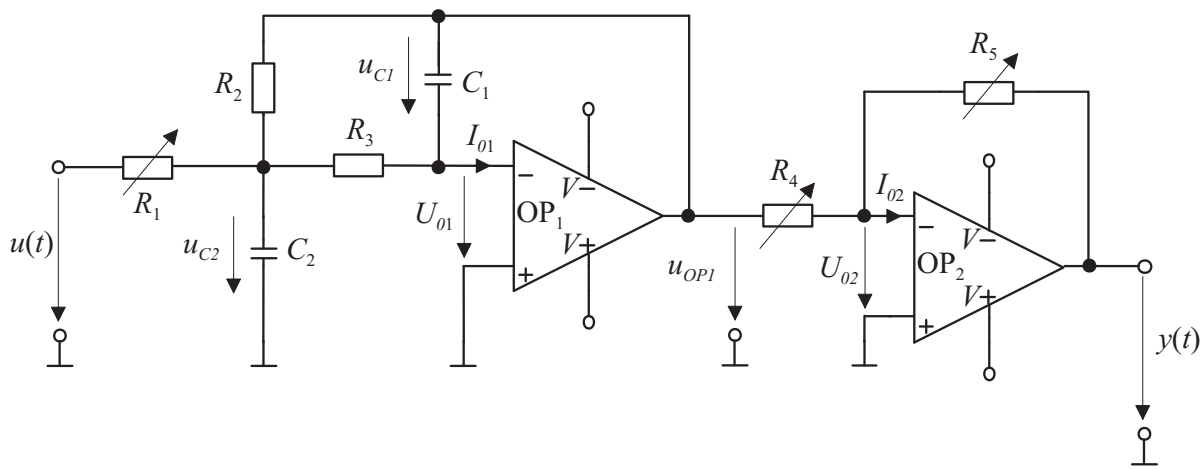 R5
uC1
C1
R2
R3
I01
R4
I02
R1
U01
V−
−
OP1
V+
+
u(t)
uC2
C2
uOP1
U02
V−
−
OP2
V+
+
y(t)